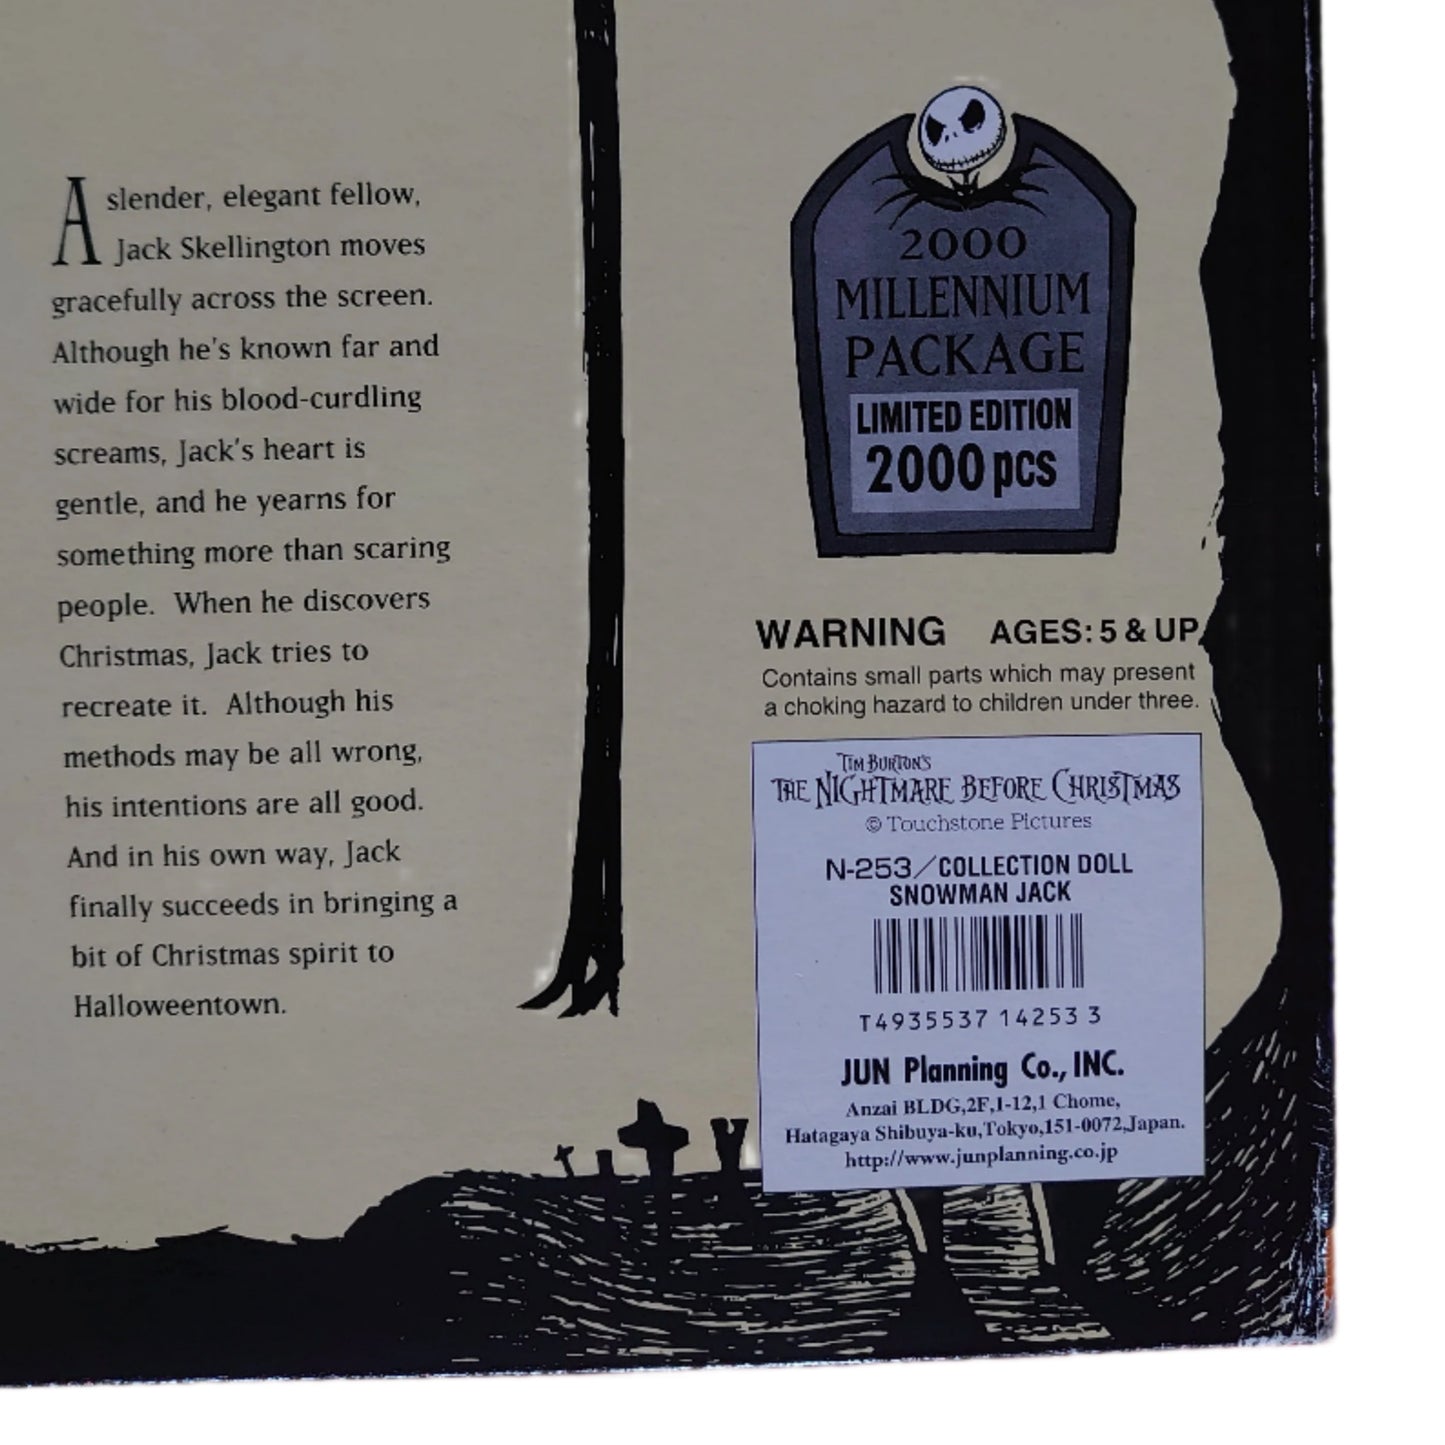 A slender, elegant fellow,
Jack Skellington moves
gracefully across the screen.
Although he's known far and
wide for his blood-curdling
screams, Jack's heart is
gentle, and he yearns for
something more than scaring
people. When he discovers
Christmas, Jack tries to
recreate it. Although his
methods may be all wrong,
his intentions are all good.
And in his own way, Jack
finally succeeds in bringing a
bit of Christmas spirit to
Halloweentown.
2000
MILLENNIUM
PACKAGE
LIMITED EDITION
2000 pcs
WARNING AGES: 5 & UP
Contains small parts which may present
a choking hazard to children under three.
TIM BURTON'S
THE NIGHTMARE BEFORE CHRISTMAS
© Touchstone Pictures
N-253/COLLECTION DOLL
SNOWMAN JACK
T4935537 14253 3
JUN Planning Co., INC.
Anzai BLDG,2F,1-12,1 Chome,
Hatagaya Shibuya-ku,Tokyo,151-0072,Japan.
http://www.junplanning.co.jp